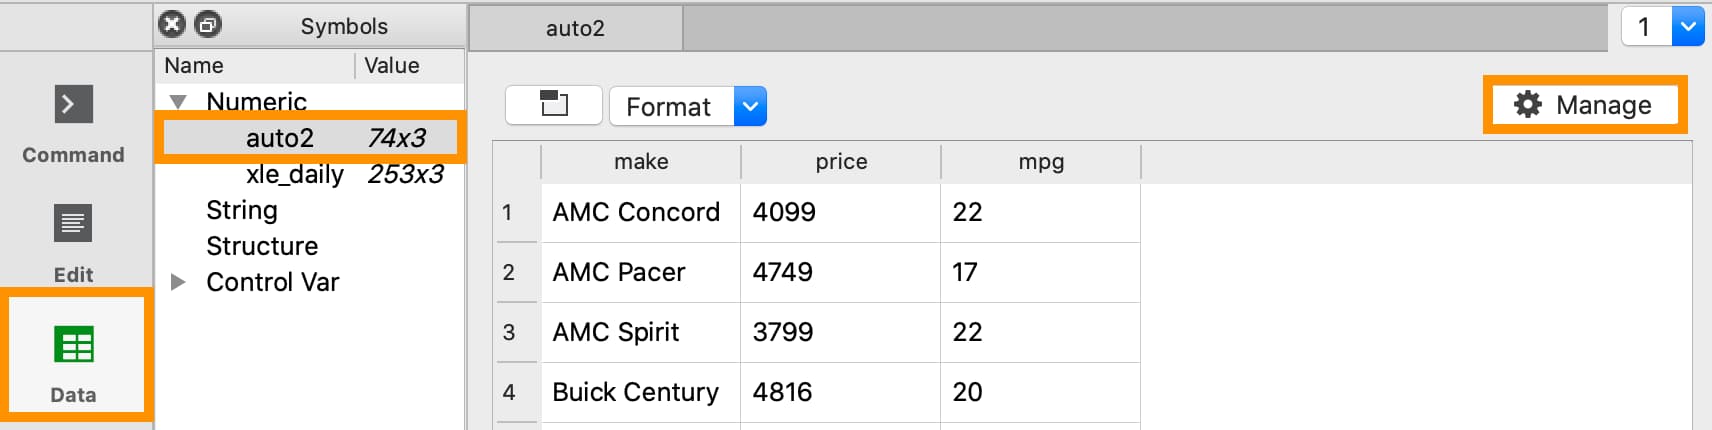 Symbols
auto2
1
Name Value
Numeric
auto2 74x3
xle_daily 253x3
String
Structure
Control Var
Command
Edit
Data
Format
Manage
make price mpg
1 AMC Concord 4099 22
2 AMC Pacer 4749 17
3 AMC Spirit 3799 22
4 Buick Century 4816 20